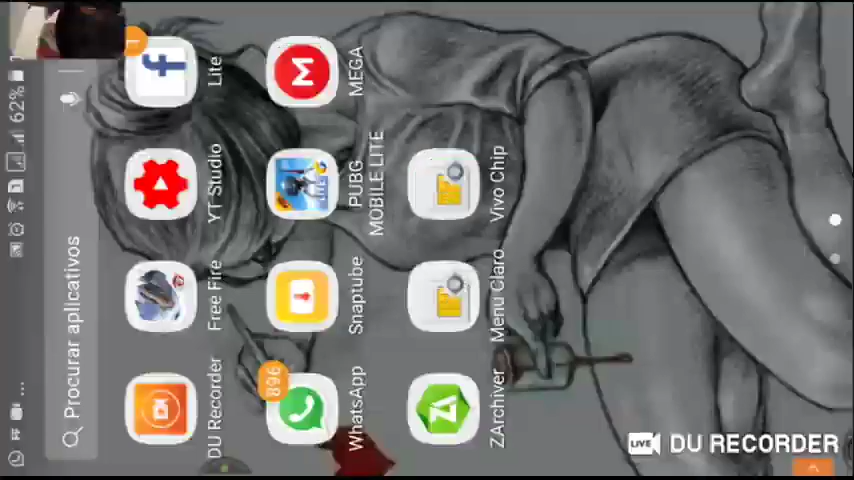 62%
Procurar aplicativos
DU Recorder
Free Fire
YT Studio
Lite
896
WhatsApp
Snaptube
PUBG
MOBILE LITE
MEGA
ZArchiver
Menu Claro
Vivo Chip
LIVE DU RECORDER